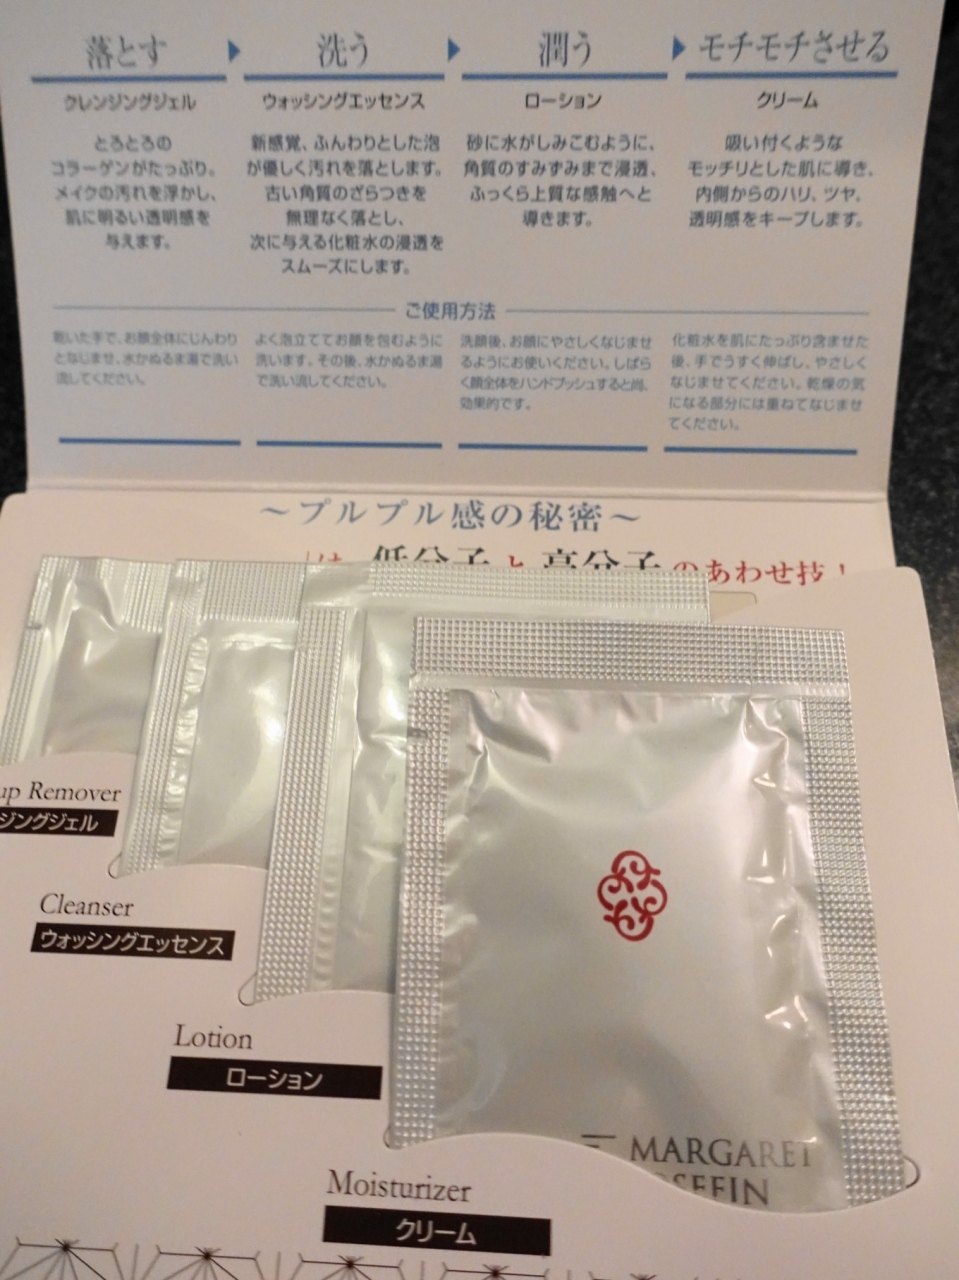 落とす
クレンジングジェル
とろとろの
コラーゲンがたっぷり。
メイクの汚れを浮かし、
肌に明るい透明感を
与えます。
洗う
ウォッシングエッセンス
新感覚、ふんわりとした泡
が優しく汚れを落とします。
古い角質のざらつきを
無理なく落とし、
次に与える化粧水の浸透を
スムーズにします。
潤う
ローション
砂に水がしみこむように、
角質のすみずみまで浸透、
ふっくら上質な感触へと
導きます。
モチモチさせる
クリーム
吸い付くような
モッチリとした肌に導き、
内側からのハリ、ツヤ、
透明感をキープします。
ご使用方法
乾いた手で、お顔全体にじんわり
となじませ、水かぬるま湯で洗い
流してください。
よく泡立ててお顔を包むように
洗います。その後、水かぬるま湯
で洗い流してください。
洗顔後、お顔にやさしくなじませ
るようにお使いください。しばら
く顔全体をハンドプッシュすると尚、
効果的です。
化粧水を肌にたっぷり含ませた
後、手でうすく伸ばし、やさしく
なじませてください。乾燥の気
になる部分には重ねてなじませ
てください。
～プルプル感の秘密～
は、低分子と高分子のあわせ技！
up Remover
ジングジェル
Cleanser
ウォッシングエッセンス
Lotion
ローション
MARGARET
OSEFIN
Moisturizer
クリーム